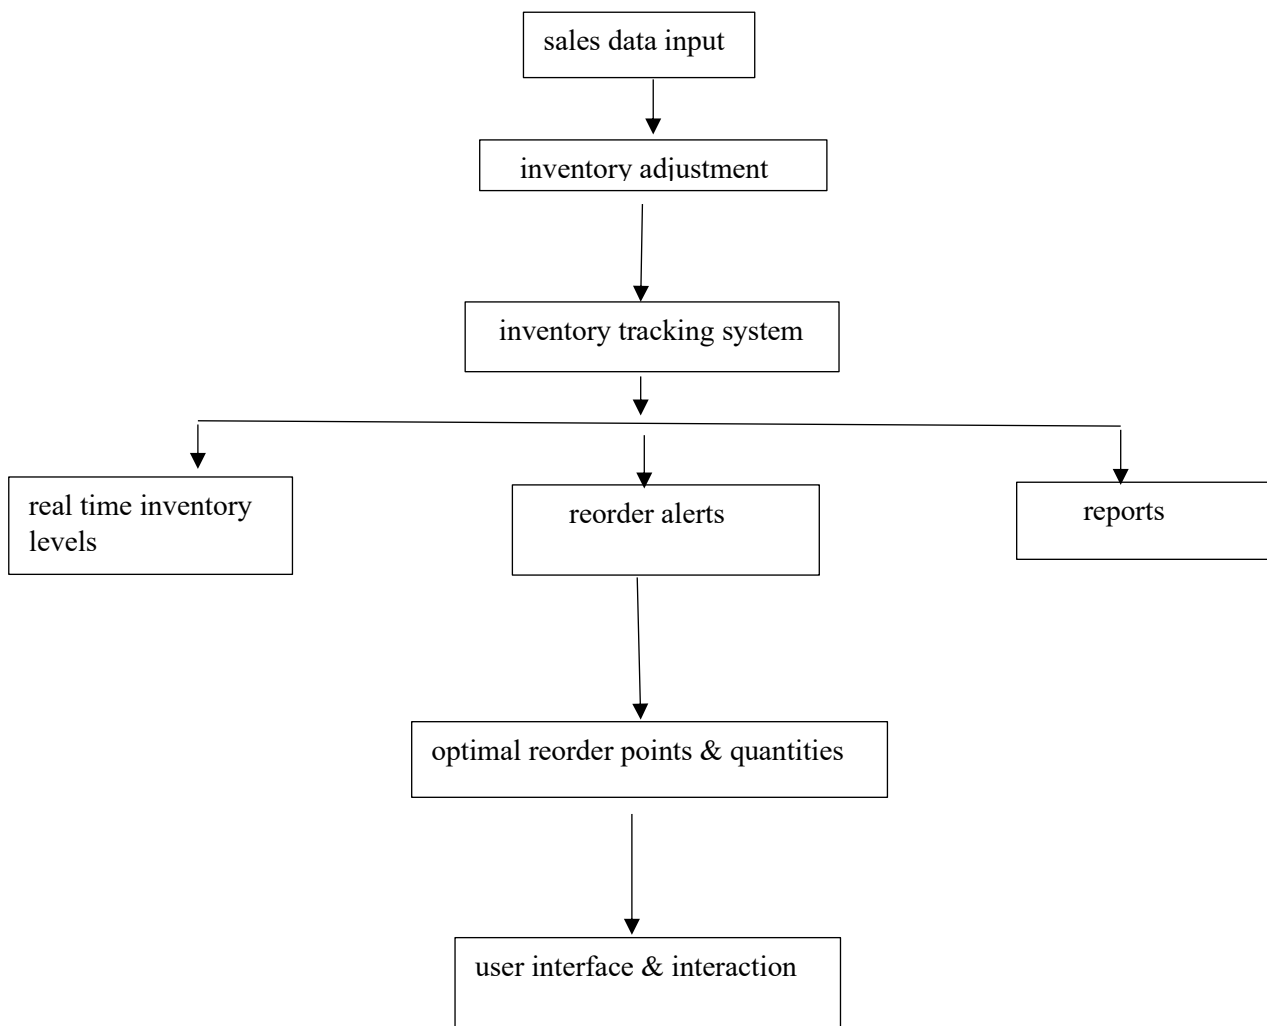 sales data input
inventory adjustment
inventory tracking system
real time inventory
levels
reorder alerts
reports
optimal reorder points & quantities
user interface & interaction